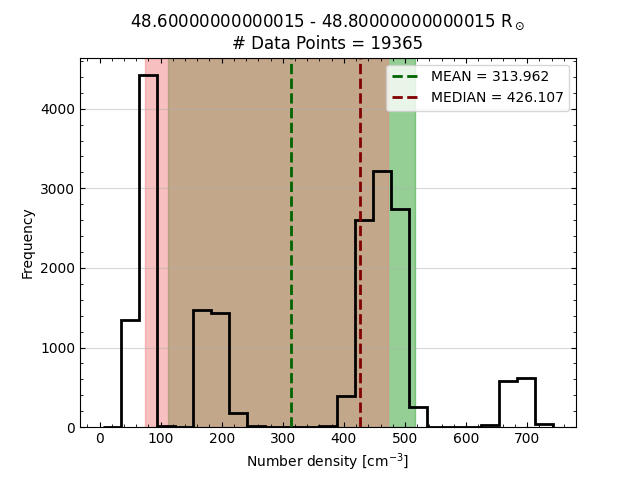 48.60000000000015 - 48.80000000000015 R⊙
# Data Points = 19365
MEAN = 313.962
MEDIAN = 426.107
Frequency
4000
3000
2000
1000
0
0 100 200 300 400 500 600 700
Number density [cm⁻³]